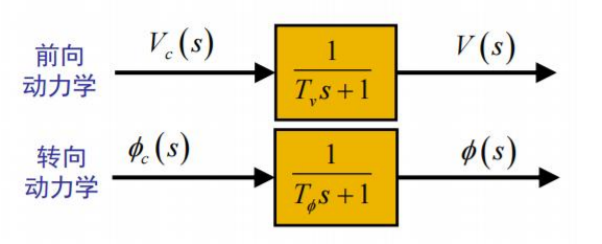 前向
动力学
V_c(s)
1
T_v s + 1
V(s)
转向
动力学
ϕ_c(s)
1
T_ϕ s + 1
ϕ(s)